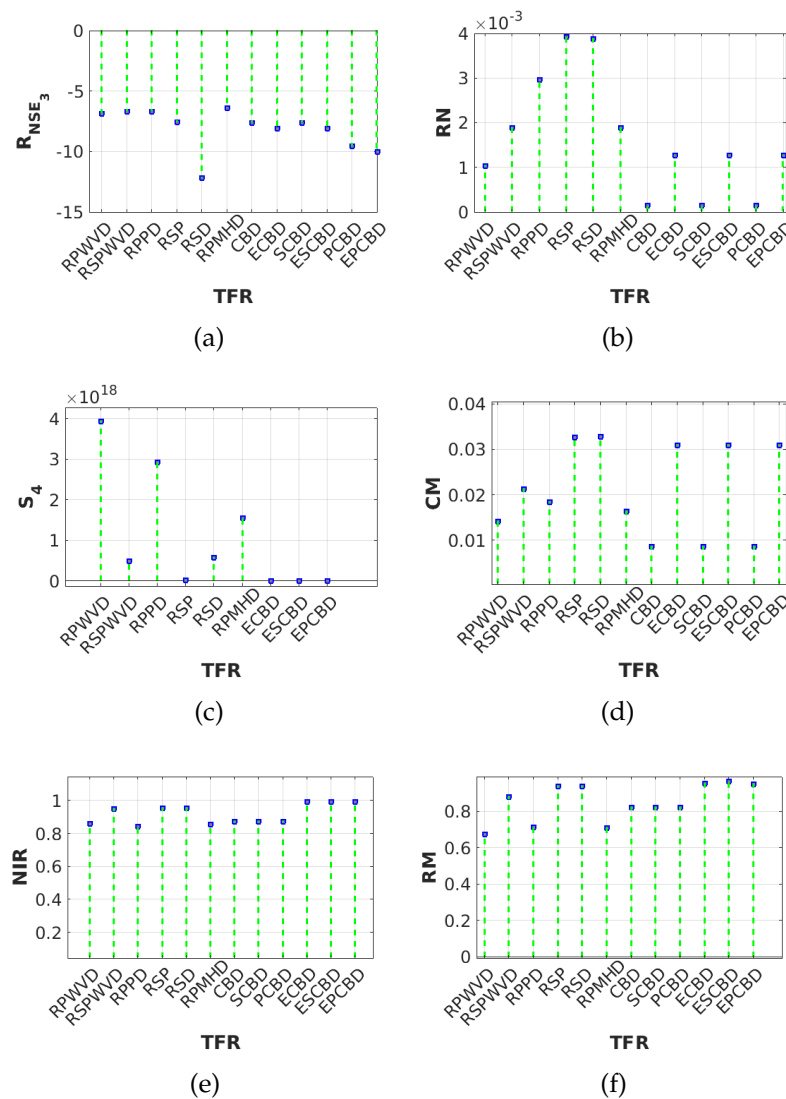 0
-5
-10
-15
R_NSE_3
RPWVD
RSPWVD
RPPD
RSP
RSD
RPMHD
CBD
ECBD
SCBD
ESCBD
PCBD
EPCBD
TFR
(a)
×10^-3
4
3
2
1
0
RN
RPWVD
RSPWVD
RPPD
RSP
RSD
RPMHD
CBD
ECBD
SCBD
ESCBD
PCBD
EPCBD
TFR
(b)
×10^18
4
3
2
1
0
S_4
RPWVD
RSPWVD
RPPD
RSP
RSD
RPMHD
ECBD
ESCBD
EPCBD
TFR
(c)
0.04
0.03
0.02
0.01
CM
RPWVD
RSPWVD
RPPD
RSP
RSD
RPMHD
CBD
ECBD
SCBD
ESCBD
PCBD
EPCBD
TFR
(d)
1
0.8
0.6
0.4
0.2
NIR
RPWVD
RSPWVD
RPPD
RSP
RSD
RPMHD
CBD
SCBD
PCBD
ECBD
ESCBD
EPCBD
TFR
(e)
0.8
0.6
0.4
0.2
0
RM
RPWVD
RSPWVD
RPPD
RSP
RSD
RPMHD
CBD
SCBD
PCBD
ECBD
ESCBD
EPCBD
TFR
(f)